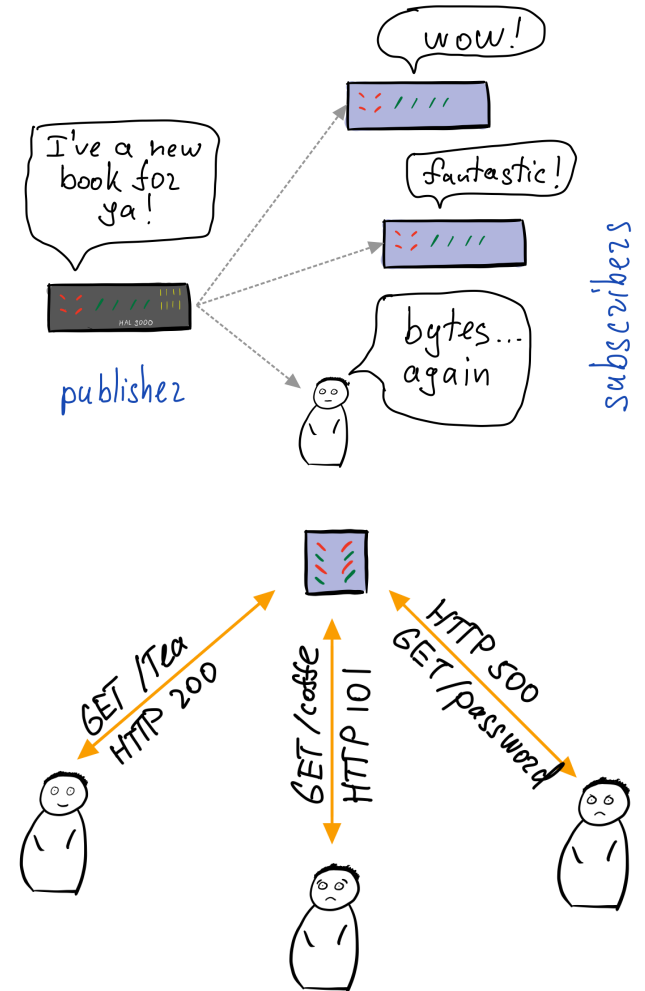 wow!
I've a new
book for
ya!
fantastic!
HAL 9000
publisher
subscribers
bytes...
again
GET /Tea
HTTP 200
GET /coffe
HTTP 101
HTTP 500
GET /password